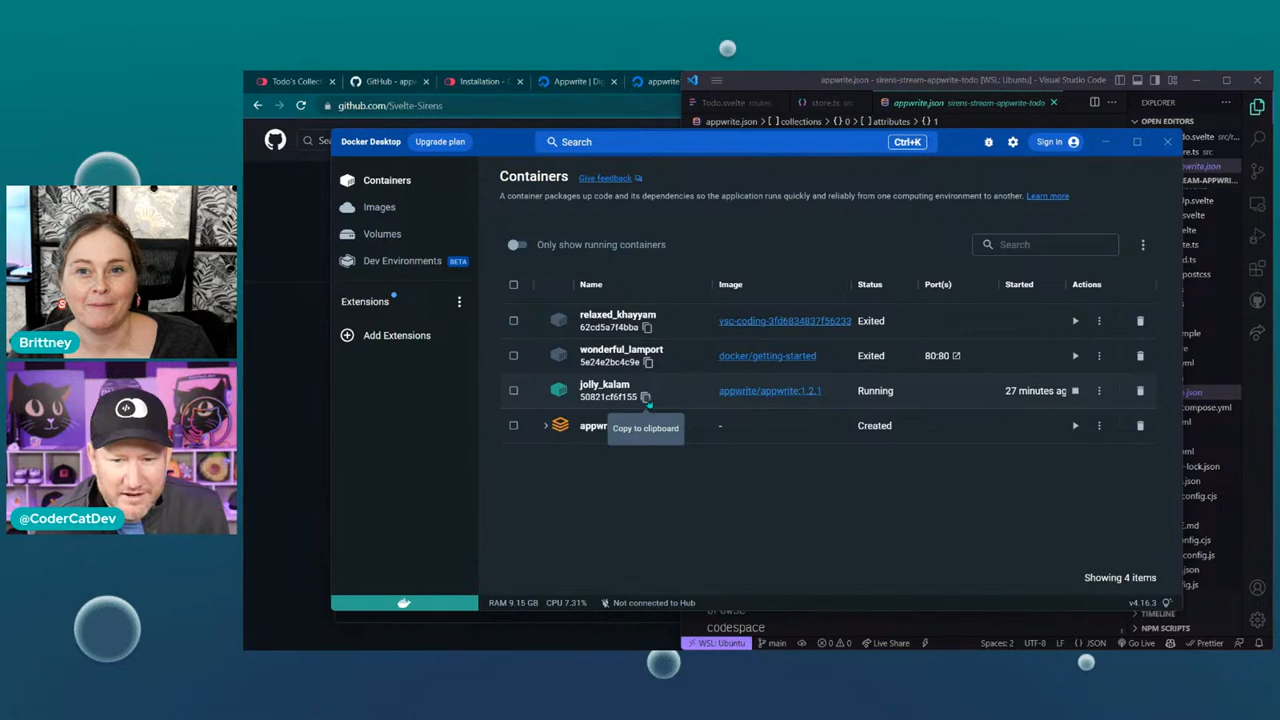 Todo's Collect
GitHub - appw
Installation -
Appwrite | Dig
appwrite
appwrite.json - sirens-stream-appwrite-todo [WSL: Ubuntu] - Visual Studio Code
github.com/Svelte-Sirens
Todo.svelte routes
store.ts src
appwrite.json sirens-stream-appwrite-todo
EXPLORER
appwrite.json > [ ] collections > { } 0 > [ ] attributes > { } 1
OPEN EDITORS
Docker Desktop
Upgrade plan
Search
Ctrl+K
Sign in
Containers
Images
Volumes
Dev Environments BETA
Extensions
Add Extensions
Containers
Give feedback
A container packages up code and its dependencies so the application runs quickly and reliably from one computing environment to another. Learn more
Only show running containers
Search
Name
Image
Status
Port(s)
Started
Actions
relaxed_khayyam
62cd5a7f4bba
vsc-coding-3fd6834837f56233
Exited
wonderful_lamport
5e24e2bc4c9e
docker/getting-started
Exited
80:80
jolly_kalam
50821cf6f155
appwrite/appwrite:1.2.1
Running
27 minutes ag
Copy to clipboard
appwr
-
Created
Showing 4 items
RAM 9.15 GB CPU 7.31%
Not connected to Hub
v4.16.3
codespace
TIMELINE
NPM SCRIPTS
WSL: Ubuntu
main
0 0
Live Share
Spaces: 2
UTF-8
LF
{ } JSON
Go Live
Prettier
Brittney
@CoderCatDev